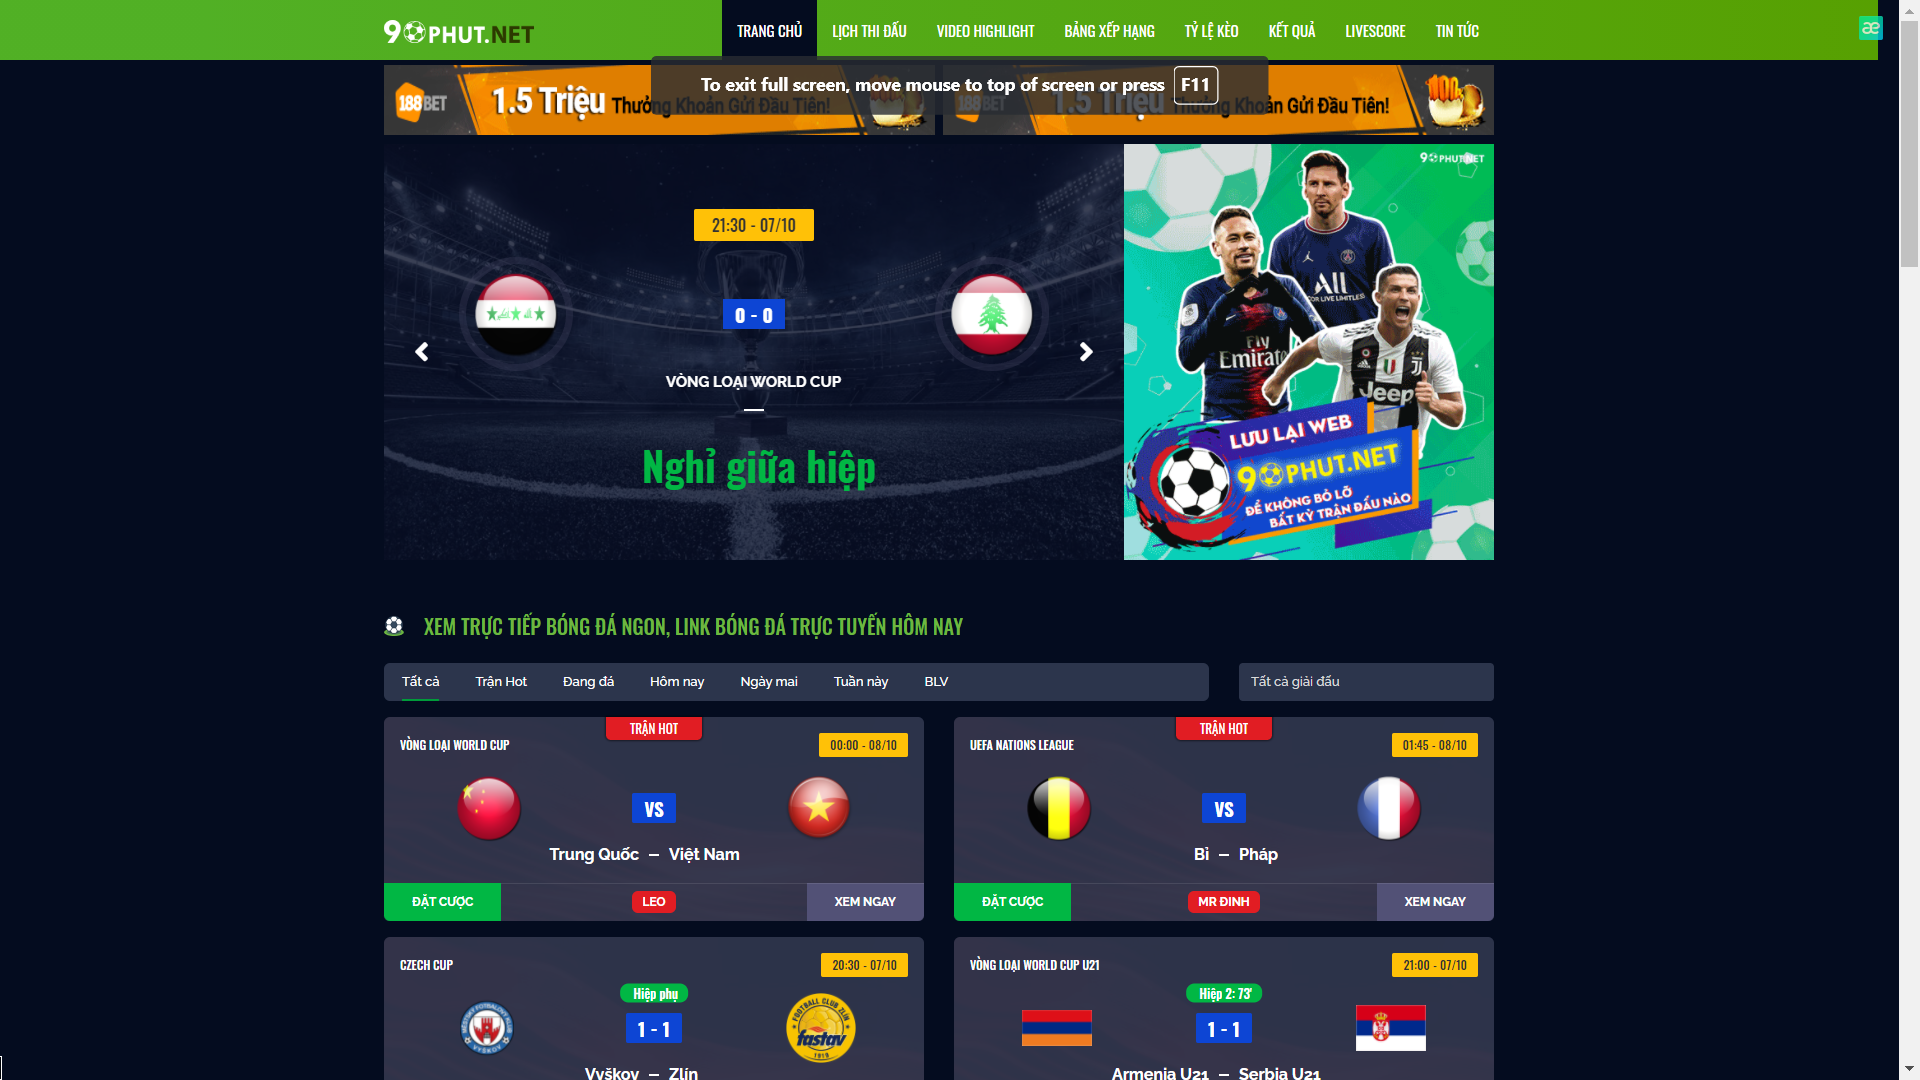 90PHUT.NET
TRANG CHỦ
LỊCH THI ĐẤU
VIDEO HIGHLIGHT
BẢNG XẾP HẠNG
TỶ LỆ KÈO
KẾT QUẢ
LIVESCORE
TIN TỨC
æ
To exit full screen, move mouse to top of screen or press F11
188BET
1.5 Triệu Thưởng Khoản Gửi Đầu Tiên!
188BET
1.5 Triệu Thưởng Khoản Gửi Đầu Tiên!
21:30 - 07/10
0 - 0
VÒNG LOẠI WORLD CUP
Nghỉ giữa hiệp
90PHUT.NET
ALL
Fly
Emirate
Jeep
LƯU LẠI WEB
90PHUT.NET
ĐỂ KHÔNG BỎ LỠ
BẤT KỲ TRẬN ĐẤU NÀO
XEM TRỰC TIẾP BÓNG ĐÁ NGON, LINK BÓNG ĐÁ TRỰC TUYẾN HÔM NAY
Tất cả
Trận Hot
Đang đá
Hôm nay
Ngày mai
Tuần này
BLV
Tất cả giải đấu
TRẬN HOT
VÒNG LOẠI WORLD CUP
00:00 - 08/10
VS
Trung Quốc – Việt Nam
ĐẶT CƯỢC
LEO
XEM NGAY
TRẬN HOT
UEFA NATIONS LEAGUE
01:45 - 08/10
VS
Bỉ – Pháp
ĐẶT CƯỢC
MR ĐINH
XEM NGAY
CZECH CUP
20:30 - 07/10
Hiệp phụ
1 - 1
FOOTBALL CLUB ZLÍN
fastav
1919
Vyškov – Zlín
VÒNG LOẠI WORLD CUP U21
21:00 - 07/10
Hiệp 2: 73'
1 - 1
Armenia U21 – Serbia U21